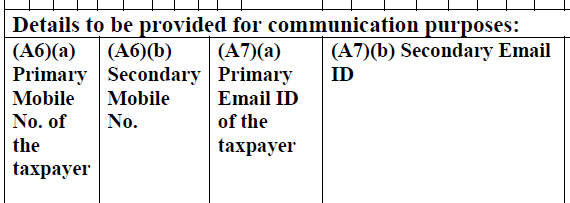 Details to be provided for communication purposes:
(A6)(a)
Primary
Mobile
No. of
the
taxpayer
(A6)(b)
Secondary
Mobile
No.
(A7)(a)
Primary
Email ID
of the
taxpayer
(A7)(b) Secondary Email
ID